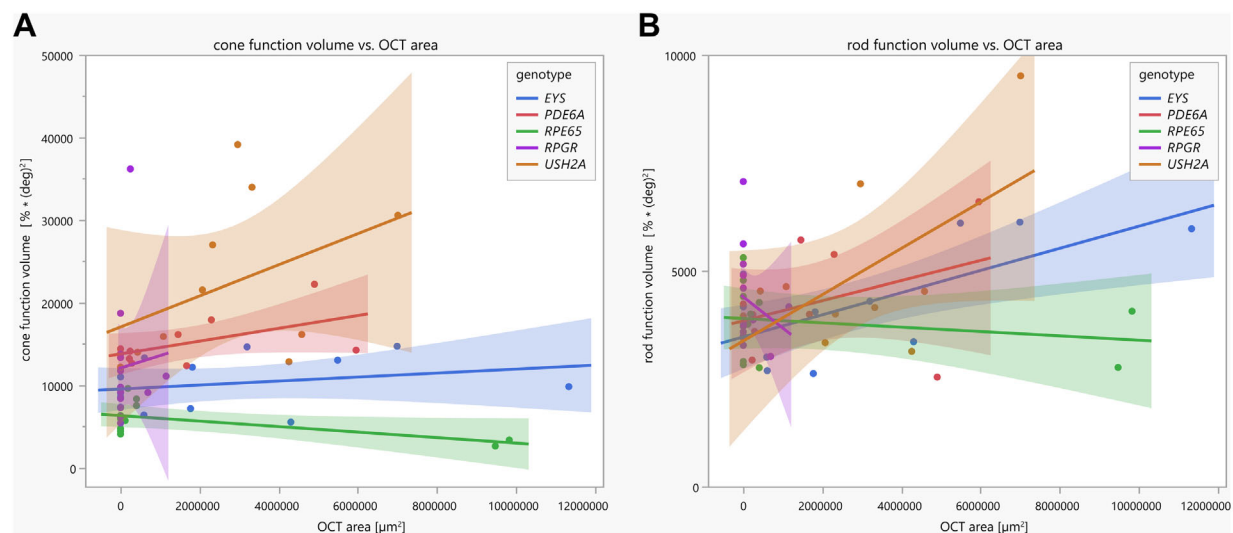 A
cone function volume vs. OCT area
cone function volume [ % * (deg)²]
50000
40000
30000
20000
10000
0
0 2000000 4000000 6000000 8000000 10000000 12000000
OCT area [µm²]
genotype
EYS
PDE6A
RPE65
RPGR
USH2A
B
rod function volume vs. OCT area
rod function volume [ % * (deg)²]
10000
5000
0
0 2000000 4000000 6000000 8000000 10000000 12000000
OCT area [µm²]
genotype
EYS
PDE6A
RPE65
RPGR
USH2A